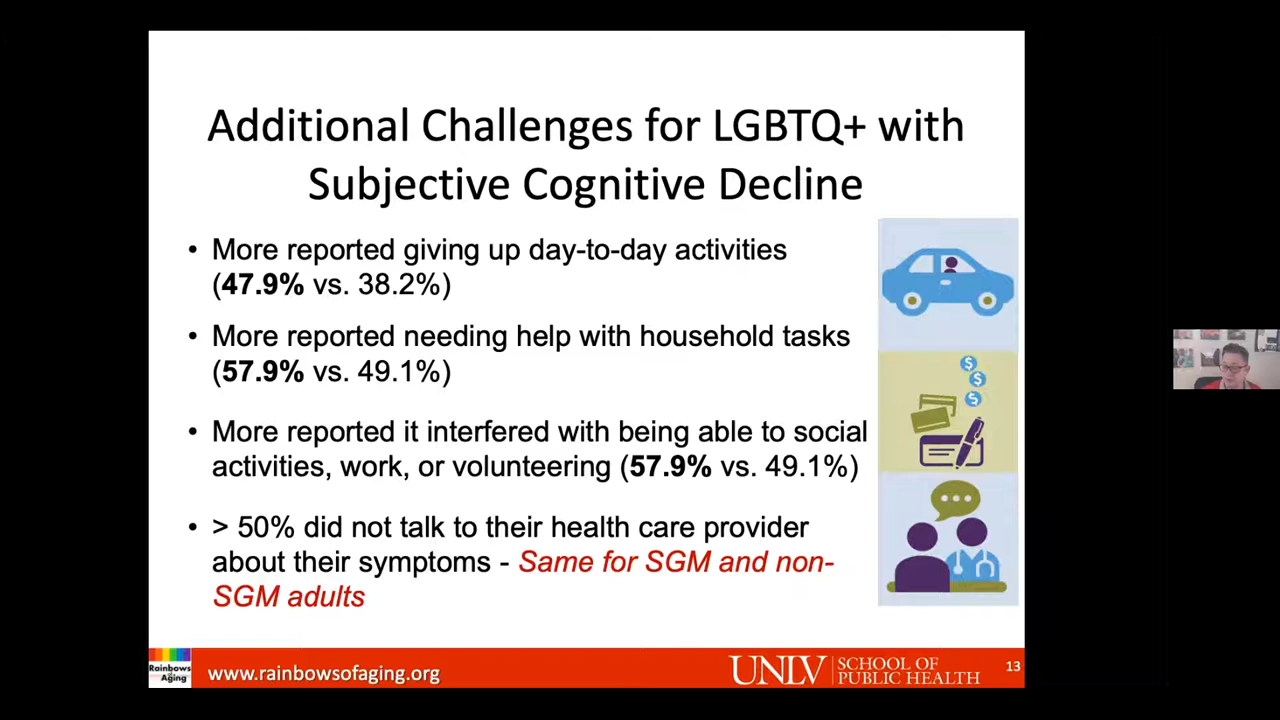 Additional Challenges for LGBTQ+ with
Subjective Cognitive Decline
• More reported giving up day-to-day activities
(47.9% vs. 38.2%)
• More reported needing help with household tasks
(57.9% vs. 49.1%)
• More reported it interfered with being able to social
activities, work, or volunteering (57.9% vs. 49.1%)
• > 50% did not talk to their health care provider
about their symptoms - Same for SGM and non-
SGM adults
$
$
$
Rainbows
of
Aging
www.rainbowsofaging.org
UNLV
SCHOOL OF
PUBLIC HEALTH
13